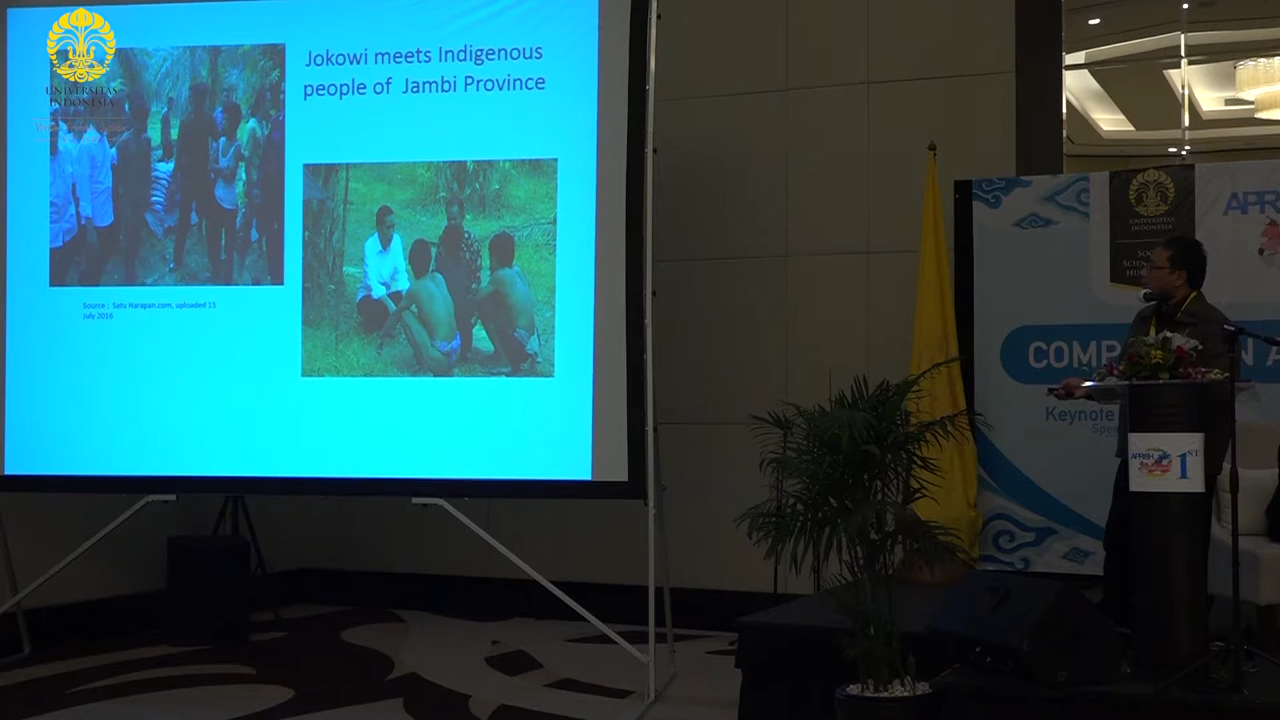 UNIVERSITAS
INDONESIA
Jokowi meets Indigenous
people of Jambi Province
Source : Satu Harapan.com, uploaded 15
July 2016
UNIVERSITAS
INDONESIA
COMP
Keynote
APRISH
1ST